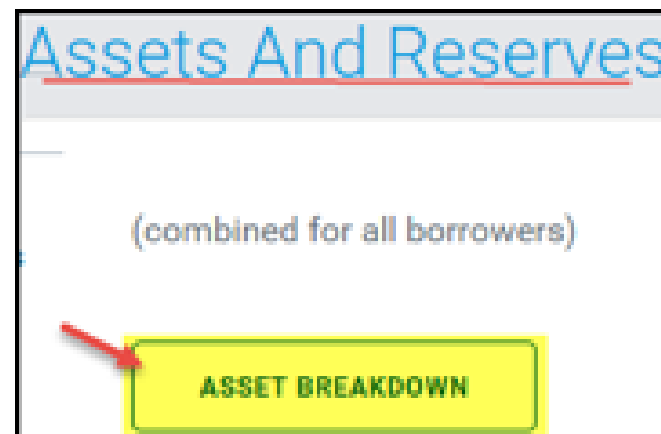 Assets And Reserves
(combined for all borrowers)
ASSET BREAKDOWN